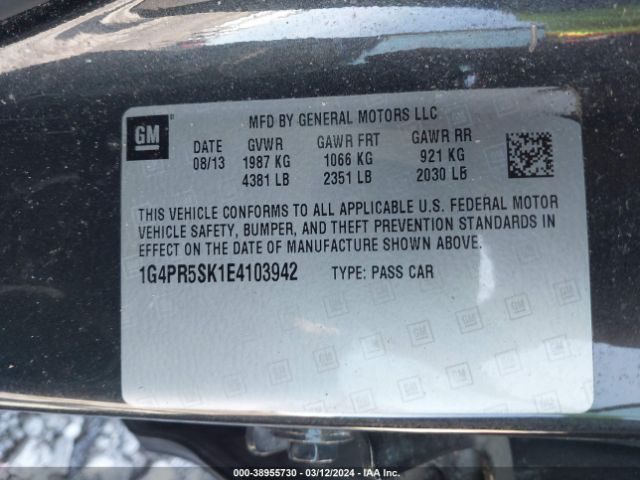 MFD BY GENERAL MOTORS LLC
GM
DATE GVWR GAWR FRT GAWR RR
08/13 1987 KG 1066 KG 921 KG
4381 LB 2351 LB 2030 LB
THIS VEHICLE CONFORMS TO ALL APPLICABLE U.S. FEDERAL MOTOR
VEHICLE SAFETY, BUMPER, AND THEFT PREVENTION STANDARDS IN
EFFECT ON THE DATE OF MANUFACTURE SHOWN ABOVE.
1G4PR5SK1E4103942 TYPE: PASS CAR
000-38955730 - 03/12/2024 - IAA